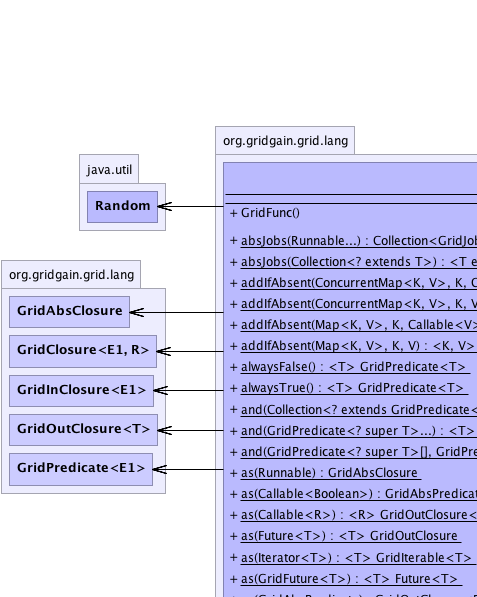 org.gridgain.grid.lang
java.util
Random
+ GridFunc()
+ absJobs(Runnable...) : Collection<GridJob
+ absJobs(Collection<? extends T>) : <T e
+ addIfAbsent(ConcurrentMap<K, V>, K, C
+ addIfAbsent(ConcurrentMap<K, V>, K, V
+ addIfAbsent(Map<K, V>, K, Callable<V>
+ addIfAbsent(Map<K, V>, K, V) : <K, V>
+ alwaysFalse() : <T> GridPredicate<T>
+ alwaysTrue() : <T> GridPredicate<T>
+ and(Collection<? extends GridPredicate<
+ and(GridPredicate<? super T>...) : <T>
+ and(GridPredicate<? super T>[], GridPre
+ as(Runnable) : GridAbsClosure
+ as(Callable<Boolean>) : GridAbsPredicat
+ as(Callable<R>) : <R> GridOutClosure<
+ as(Future<T>) : <T> GridOutClosure
+ as(Iterator<T>) : <T> GridIterable<T>
+ as(GridFuture<T>) : <T> Future<T>
org.gridgain.grid.lang
GridAbsClosure
GridClosure<E1, R>
GridInClosure<E1>
GridOutClosure<T>
GridPredicate<E1>